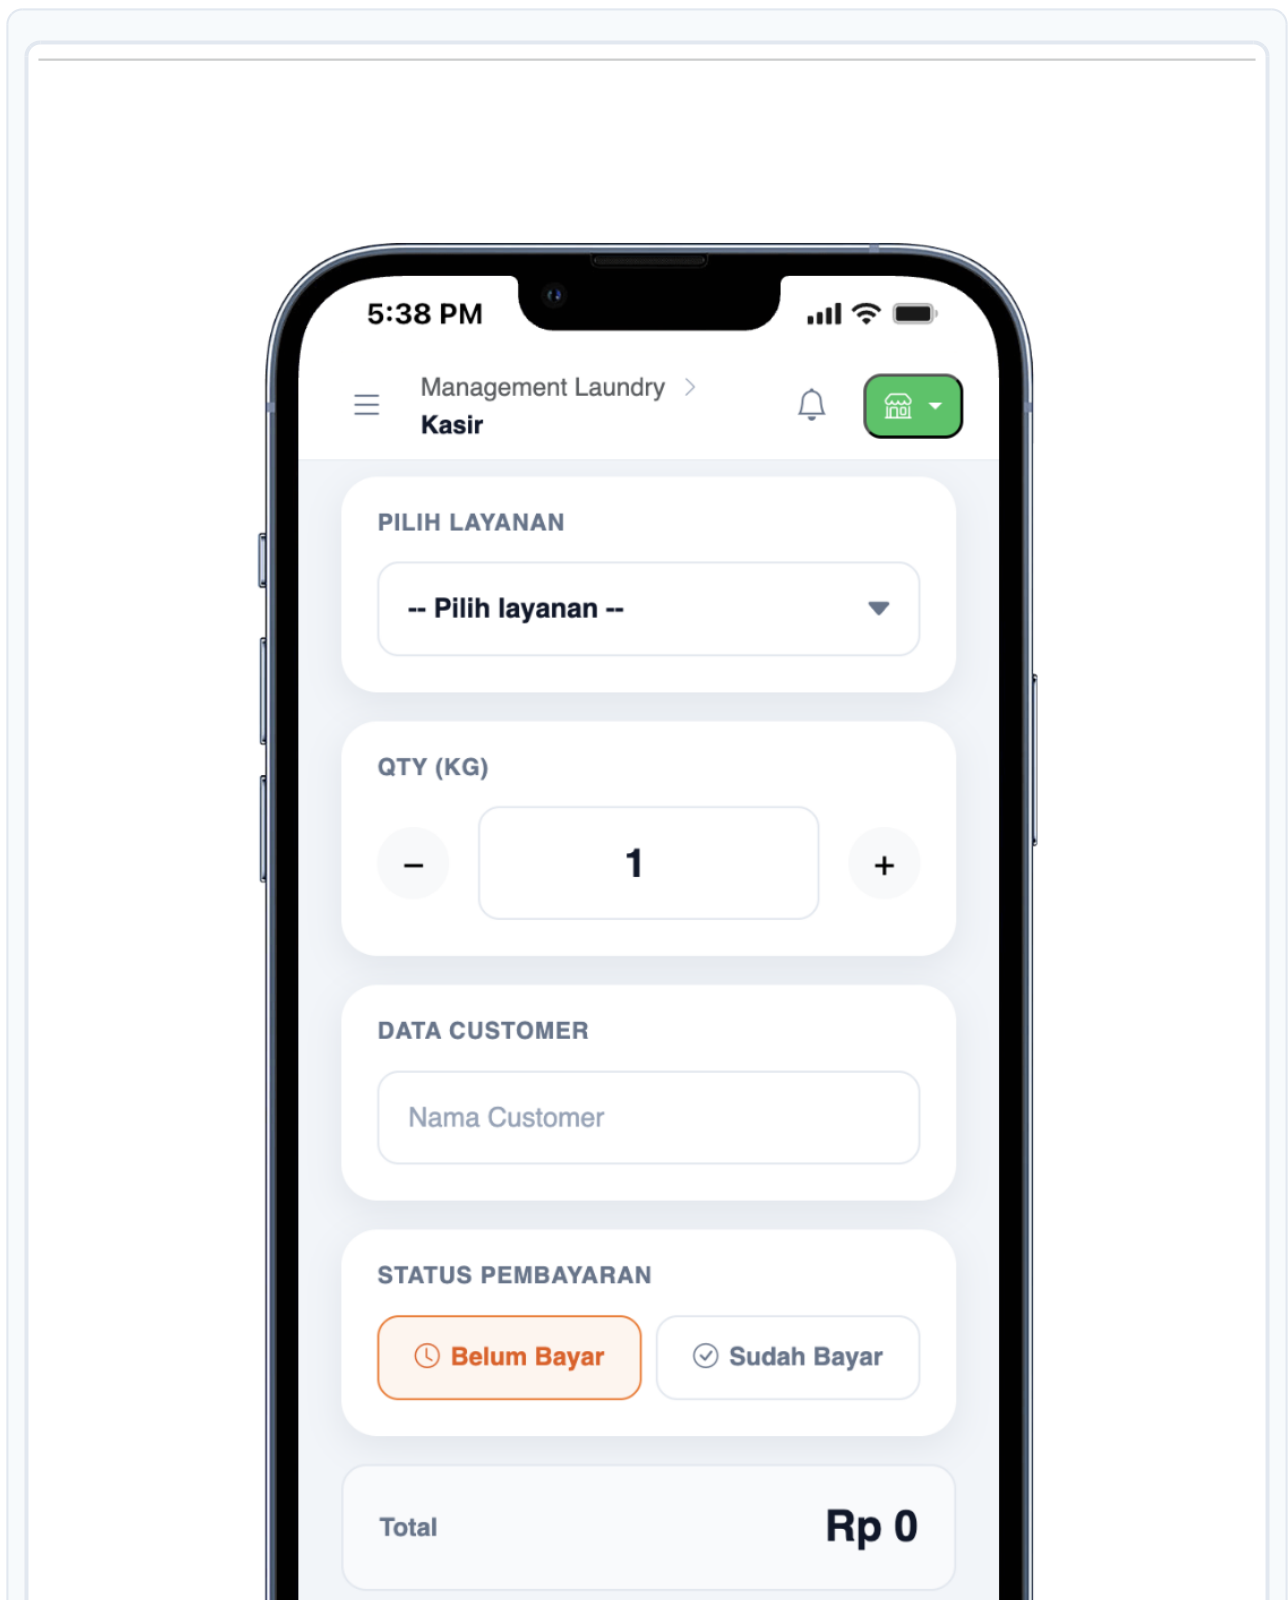 5:38 PM
Management Laundry
Kasir
PILIH LAYANAN
-- Pilih layanan --
QTY (KG)
− 1 +
DATA CUSTOMER
Nama Customer
STATUS PEMBAYARAN
Belum Bayar Sudah Bayar
Total Rp 0